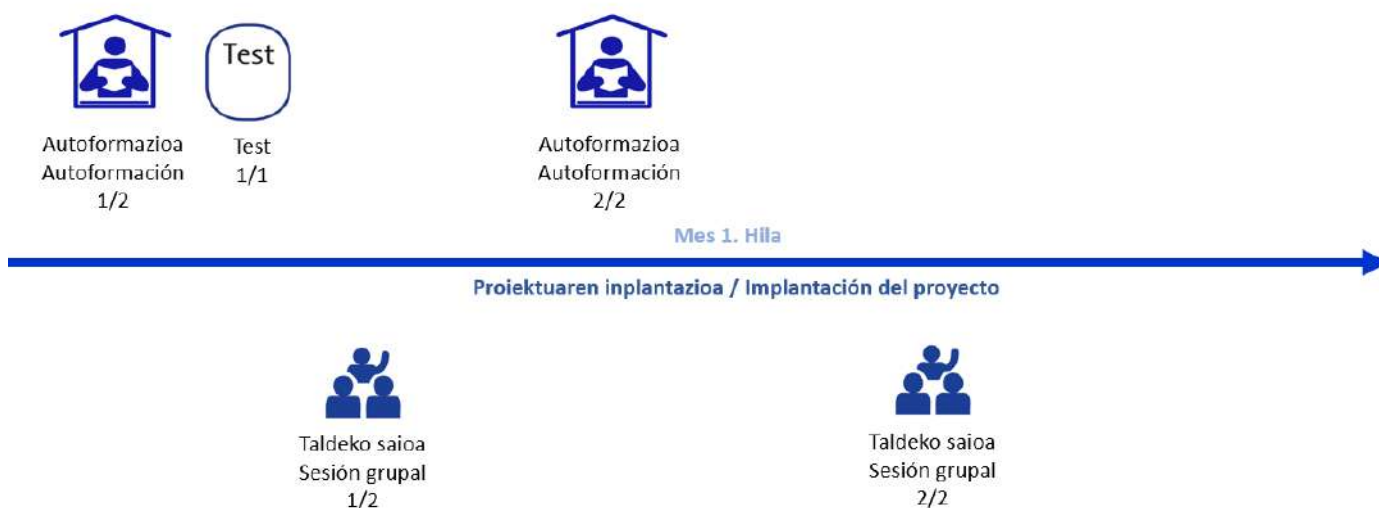 Test
Autoformazioa
Autoformación
1/2
Test
1/1
Autoformazioa
Autoformación
2/2
Mes 1. Hila
Proiektuaren inplantazioa / Implantación del proyecto
Taldeko saioa
Sesión grupal
1/2
Taldeko saioa
Sesión grupal
2/2